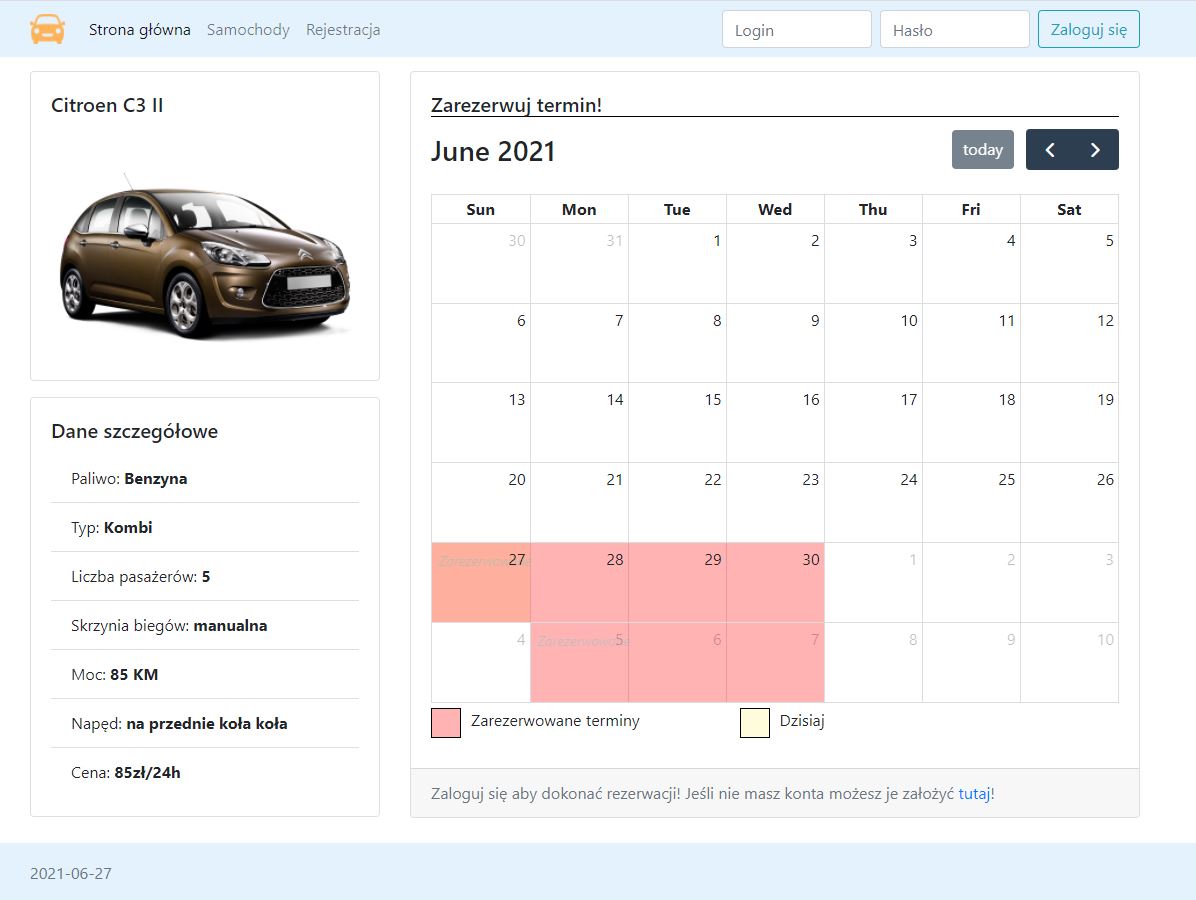 Strona główna Samochody Rejestracja Login Hasło Zaloguj się
Citroen C3 II
Dane szczegółowe
Paliwo: Benzyna
Typ: Kombi
Liczba pasażerów: 5
Skrzynia biegów: manualna
Moc: 85 KM
Napęd: na przednie koła koła
Cena: 85zł/24h
Zarezerwuj termin!
June 2021 today
Sun Mon Tue Wed Thu Fri Sat
30 31 1 2 3 4 5
6 7 8 9 10 11 12
13 14 15 16 17 18 19
20 21 22 23 24 25 26
Zarezerwowane 27 28 29 30 1 2 3
4 Zarezerwowane 5 6 7 8 9 10
Zarezerwowane terminy Dzisiaj
Zaloguj się aby dokonać rezerwacji! Jeśli nie masz konta możesz je założyć tutaj!
2021-06-27